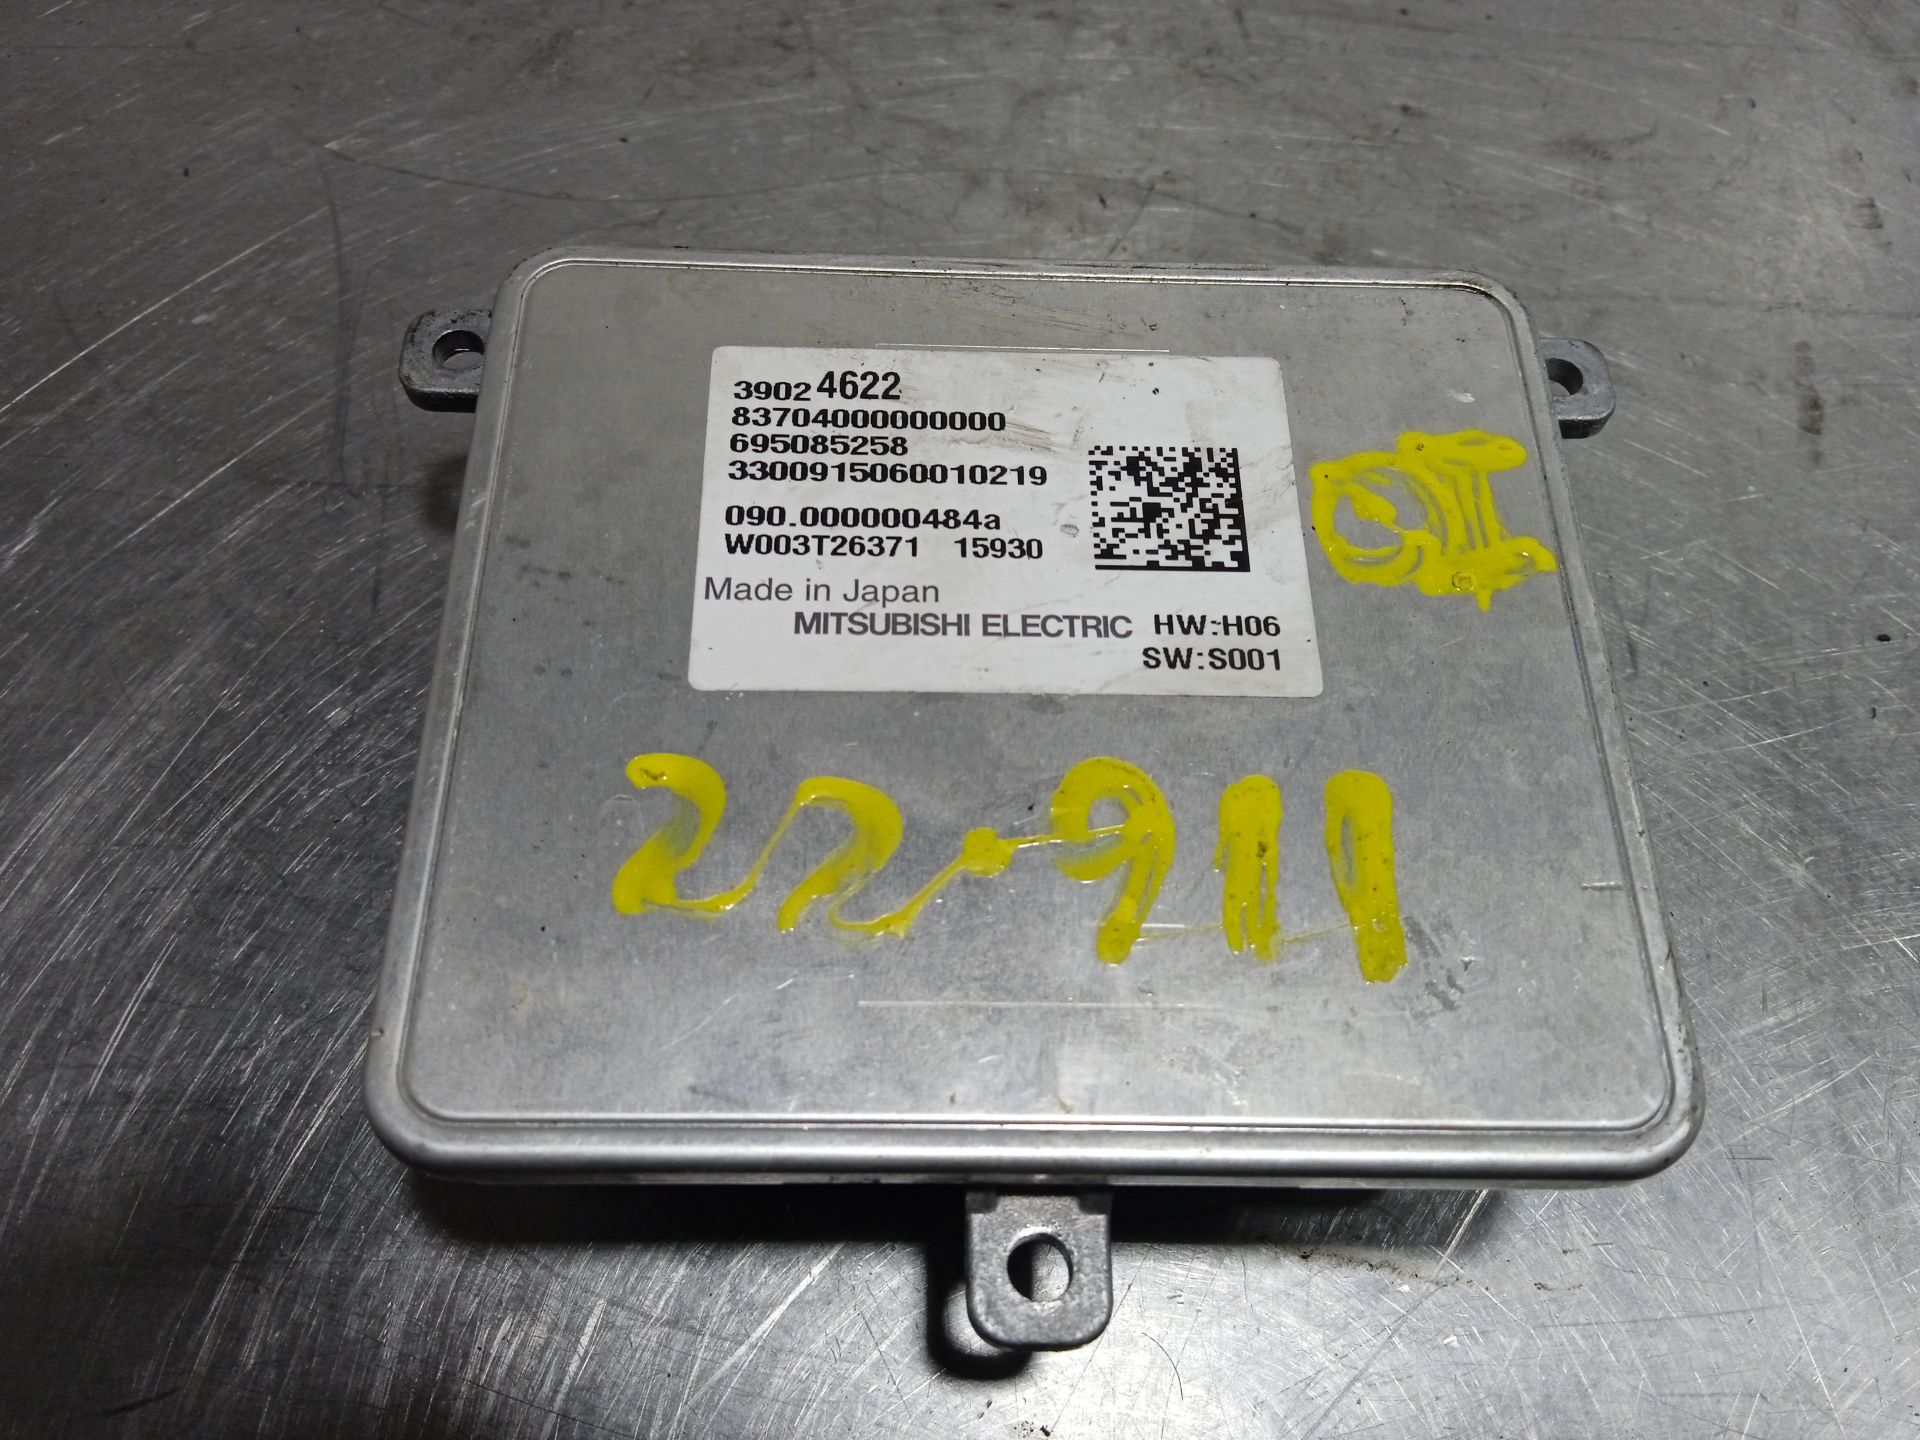 3902 4622
83704000000000
695085258
3300915060010219
090.000000484a
W003T26371 15930
Made in Japan
MITSUBISHI ELECTRIC HW:H06
SW:S001
22-911